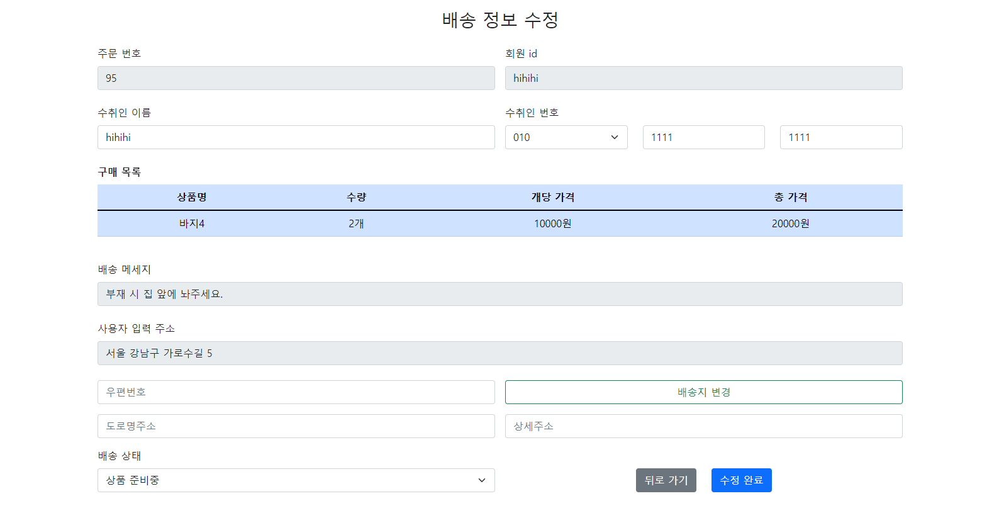 배송 정보 수정
주문 번호 회원 id
95 hihihi
수취인 이름 수취인 번호
hihihi 010 1111 1111
구매 목록
상품명 수량 개당 가격 총 가격
바지4 2개 10000원 20000원
배송 메세지
부재 시 집 앞에 놔주세요.
사용자 입력 주소
서울 강남구 가로수길 5
우편번호 배송지 변경
도로명주소 상세주소
배송 상태
상품 준비중 뒤로 가기 수정 완료